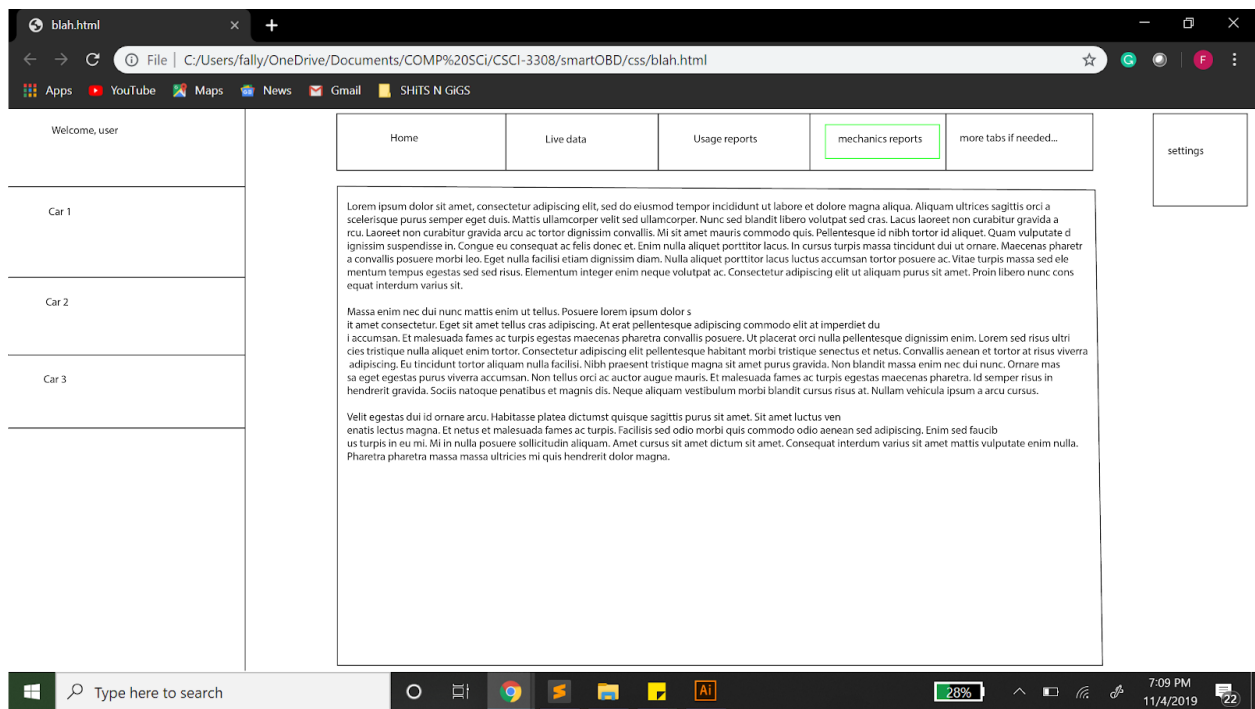 blah.html
File | C:/Users/fally/OneDrive/Documents/COMP%20SCi/CSCI-3308/smartOBD/css/blah.html
F
Apps YouTube Maps News Gmail SHiTS N GiGS
Welcome, user
Home Live data Usage reports mechanics reports more tabs if needed...
settings
Car 1
Car 2
Car 3
Lorem ipsum dolor sit amet, consectetur adipiscing elit, sed do eiusmod tempor incididunt ut labore et dolore magna aliqua. Aliquam ultrices sagittis orci a
scelerisque purus semper eget duis. Mattis ullamcorper velit sed ullamcorper. Nunc sed blandit libero volutpat sed cras. Lacus laoreet non curabitur gravida a
rcu. Laoreet non curabitur gravida arcu ac tortor dignissim convallis. Mi sit amet mauris commodo quis. Pellentesque id nibh tortor id aliquet. Quam vulputate d
ignissim suspendisse in. Congue eu consequat ac felis donec et. Enim nulla aliquet porttitor lacus. In cursus turpis massa tincidunt dui ut ornare. Maecenas pharetr
a convallis posuere morbi leo. Eget nulla facilisi etiam dignissim diam. Nulla aliquet porttitor lacus luctus accumsan tortor posuere ac. Vitae turpis massa sed ele
mentum tempus egestas sed sed risus. Elementum integer enim neque volutpat ac. Consectetur adipiscing elit ut aliquam purus sit amet. Proin libero nunc cons
equat interdum varius sit.
Massa enim nec dui nunc mattis enim ut tellus. Posuere lorem ipsum dolor s
it amet consectetur. Eget sit amet tellus cras adipiscing. At erat pellentesque adipiscing commodo elit at imperdiet du
i accumsan. Et malesuada fames ac turpis egestas maecenas pharetra convallis posuere. Ut placerat orci nulla pellentesque dignissim enim. Lorem sed risus ultri
cies tristique nulla aliquet enim tortor. Consectetur adipiscing elit pellentesque habitant morbi tristique senectus et netus. Convallis aenean et tortor at risus viverra
adipiscing. Eu tincidunt tortor aliquam nulla facilisi. Nibh praesent tristique magna sit amet purus gravida. Non blandit massa enim nec dui nunc. Ornare mas
sa eget egestas purus viverra accumsan. Non tellus orci ac auctor augue mauris. Et malesuada fames ac turpis egestas maecenas pharetra. Id semper risus in
hendrerit gravida. Sociis natoque penatibus et magnis dis. Neque aliquam vestibulum morbi blandit cursus risus at. Nullam vehicula ipsum a arcu cursus.
Velit egestas dui id ornare arcu. Habitasse platea dictumst quisque sagittis purus sit amet. Sit amet luctus ven
enatis lectus magna. Et netus et malesuada fames ac turpis. Facilisis sed odio morbi quis commodo odio aenean sed adipiscing. Enim sed faucib
us turpis in eu mi. Mi in nulla posuere sollicitudin aliquam. Amet cursus sit amet dictum sit amet. Consequat interdum varius sit amet mattis vulputate enim nulla.
Pharetra pharetra massa massa ultricies mi quis hendrerit dolor magna.
Type here to search
Ai
28%
7:09 PM
11/4/2019
22